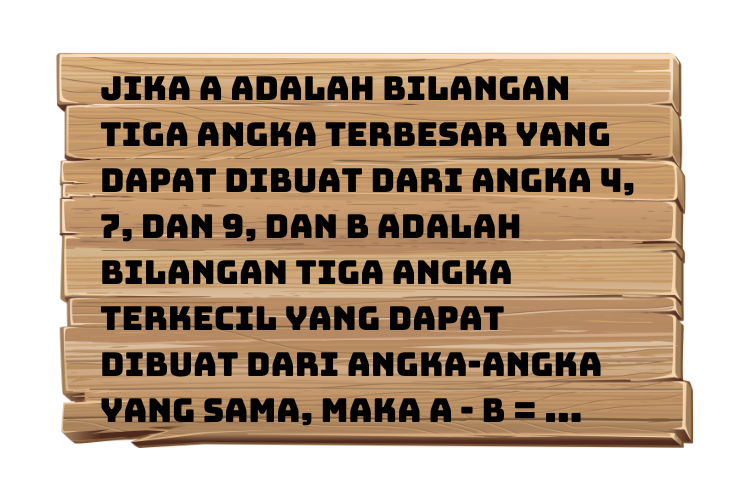 JIKA A ADALAH BILANGAN
TIGA ANGKA TERBESAR YANG
DAPAT DIBUAT DARI ANGKA 4,
7, DAN 9, DAN B ADALAH
BILANGAN TIGA ANGKA
TERKECIL YANG DAPAT
DIBUAT DARI ANGKA-ANGKA
YANG SAMA, MAKA A - B = ...